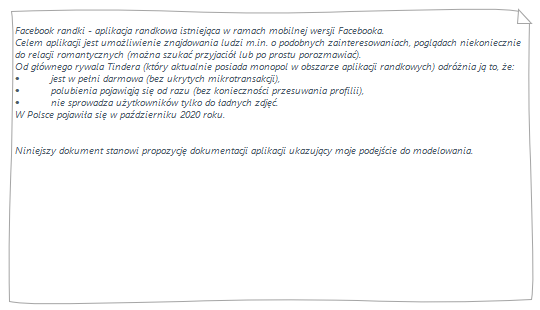 Facebook randki - aplikacja randkowa istniejąca w ramach mobilnej wersji Facebooka.
Celem aplikacji jest umożliwienie znajdowania ludzi m.in. o podobnych zainteresowaniach, poglądach niekoniecznie
do relacji romantycznych (można szukać przyjaciół lub po prostu porozmawiać).
Od głównego rywala Tindera (który aktualnie posiada monopol w obszarze aplikacji randkowych) odróżnia ją to, że:
• jest w pełni darmowa (bez ukrytych mikrotransakcji),
• polubienia pojawiają się od razu (bez konieczności przesuwania profilii),
• nie sprowadza użytkowników tylko do ładnych zdjęć.
W Polsce pojawiła się w październiku 2020 roku.
Niniejszy dokument stanowi propozycję dokumentacji aplikacji ukazujący moje podejście do modelowania.